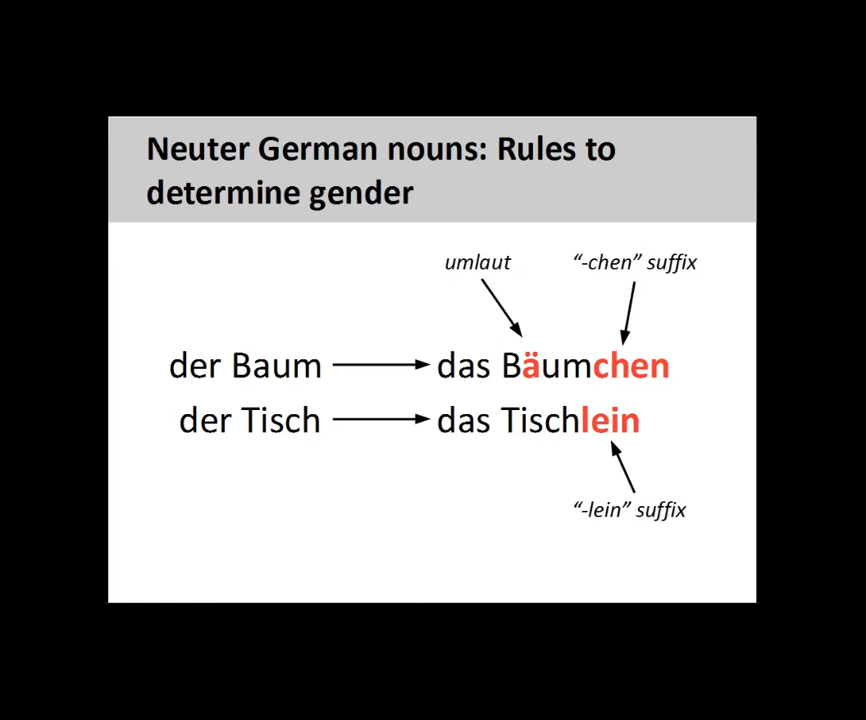 Neuter German nouns: Rules to
determine gender
umlaut
“-chen” suffix
der Baum
das Bäumchen
der Tisch
das Tischlein
“-lein” suffix